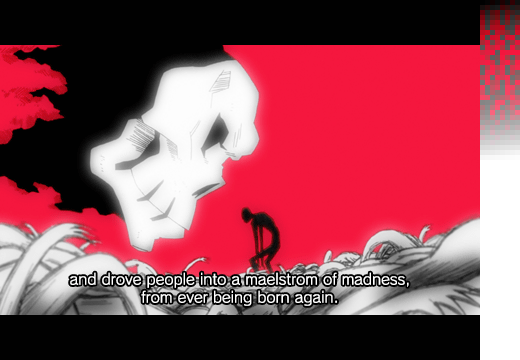 and drove people into a maelstrom of madness,
from ever being born again.